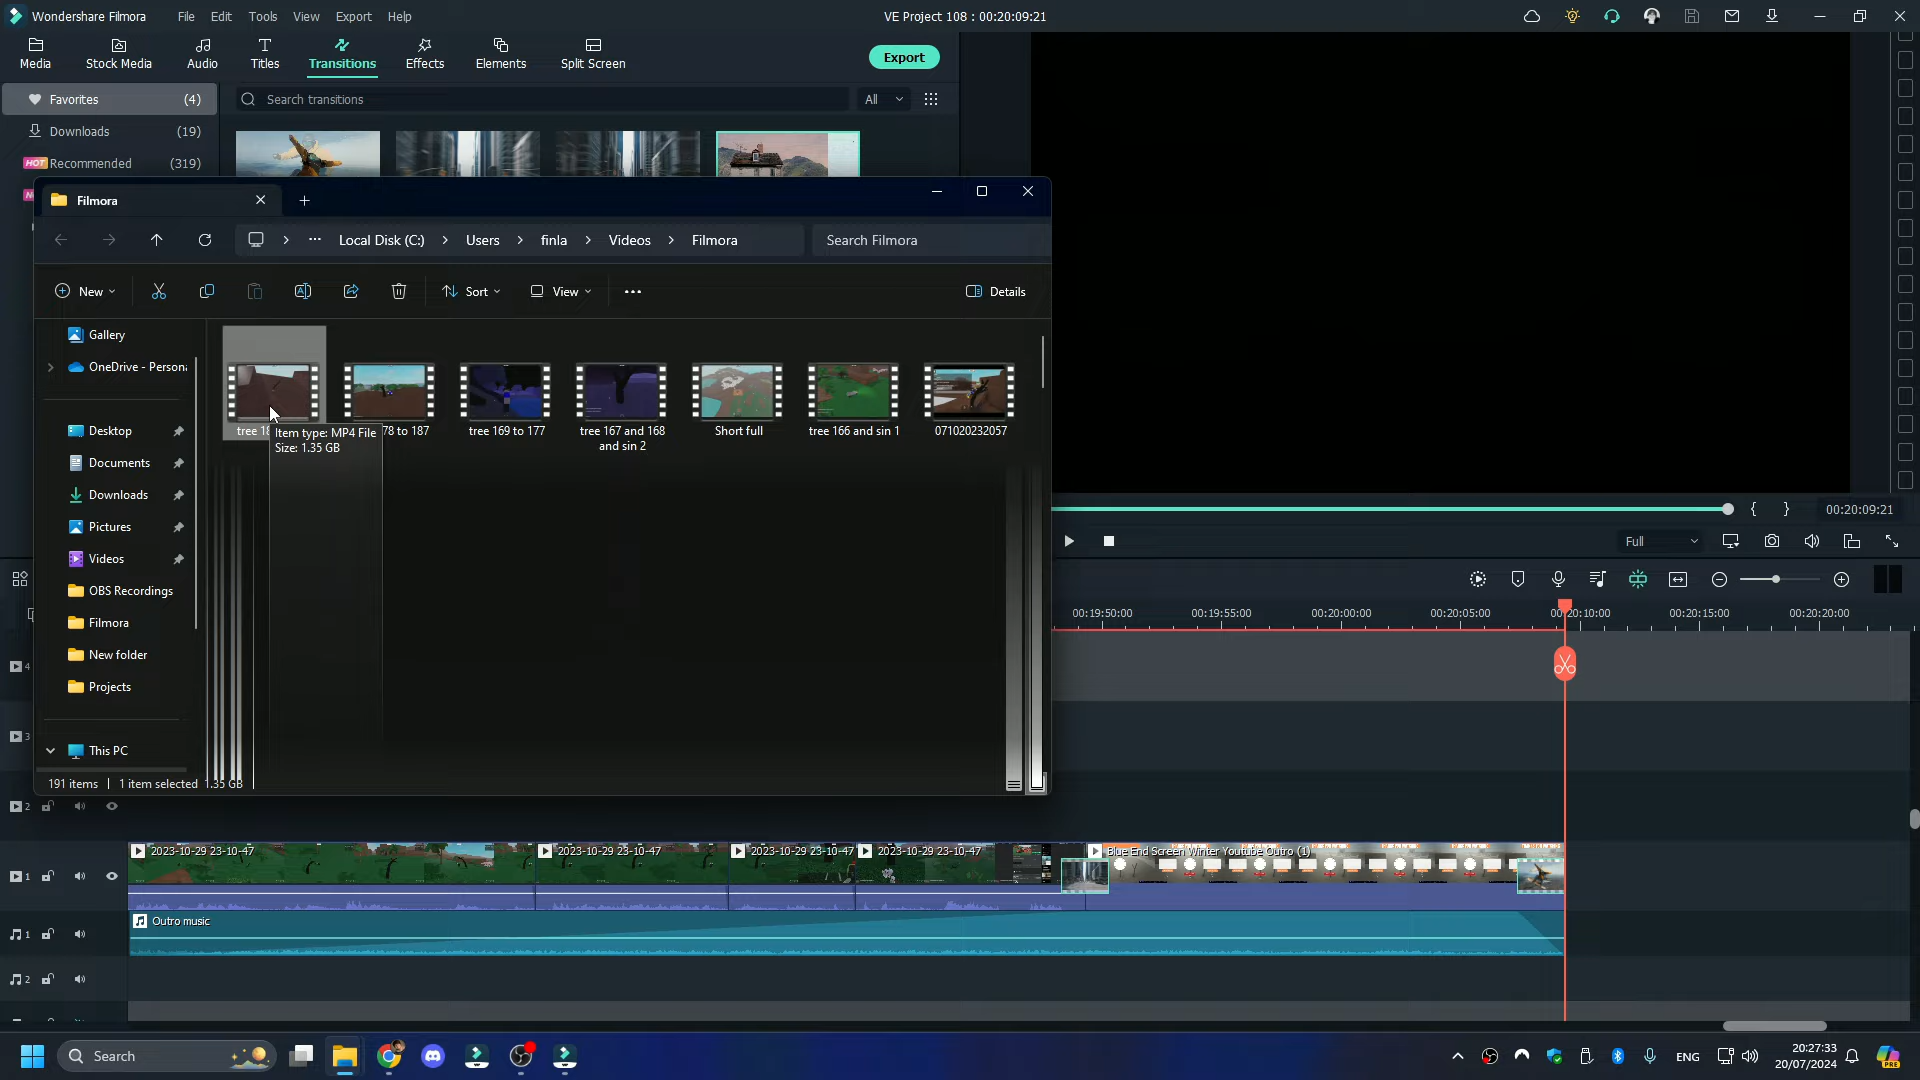 Wondershare Filmora
File Edit Tools View Export Help
VE Project 108 : 00:20:09:21
Media
Stock Media
Audio
Titles
Transitions
Effects
Elements
Split Screen
Export
Favorites (4)
Search transitions
All
Downloads (19)
HOT Recommended (319)
Filmora
Local Disk (C:) > Users > finla > Videos > Filmora
Search Filmora
New
Sort
View
Details
Gallery
OneDrive - Persona
Desktop
Documents
Downloads
Pictures
Videos
OBS Recordings
Filmora
New folder
Projects
This PC
tree 18
78 to 187
tree 169 to 177
tree 167 and 168
and sin 2
Short full
tree 166 and sin 1
071020232057
Item type: MP4 File
Size: 1.35 GB
191 items
1 item selected 1.35 GB
00:20:09:21
Full
00:19:50:00
00:19:55:00
00:20:00:00
00:20:05:00
00:20:10:00
00:20:15:00
00:20:20:00
4
3
2
1
1
2
2023-10-29 23-10-47
2023-10-29 23-10-47
2023-10-29 23-10-47
2023-10-29 23-10-47
Blue End Screen Winter Youtube Outro (1)
Outro music
Search
ENG
20:27:33
20/07/2024
PRE